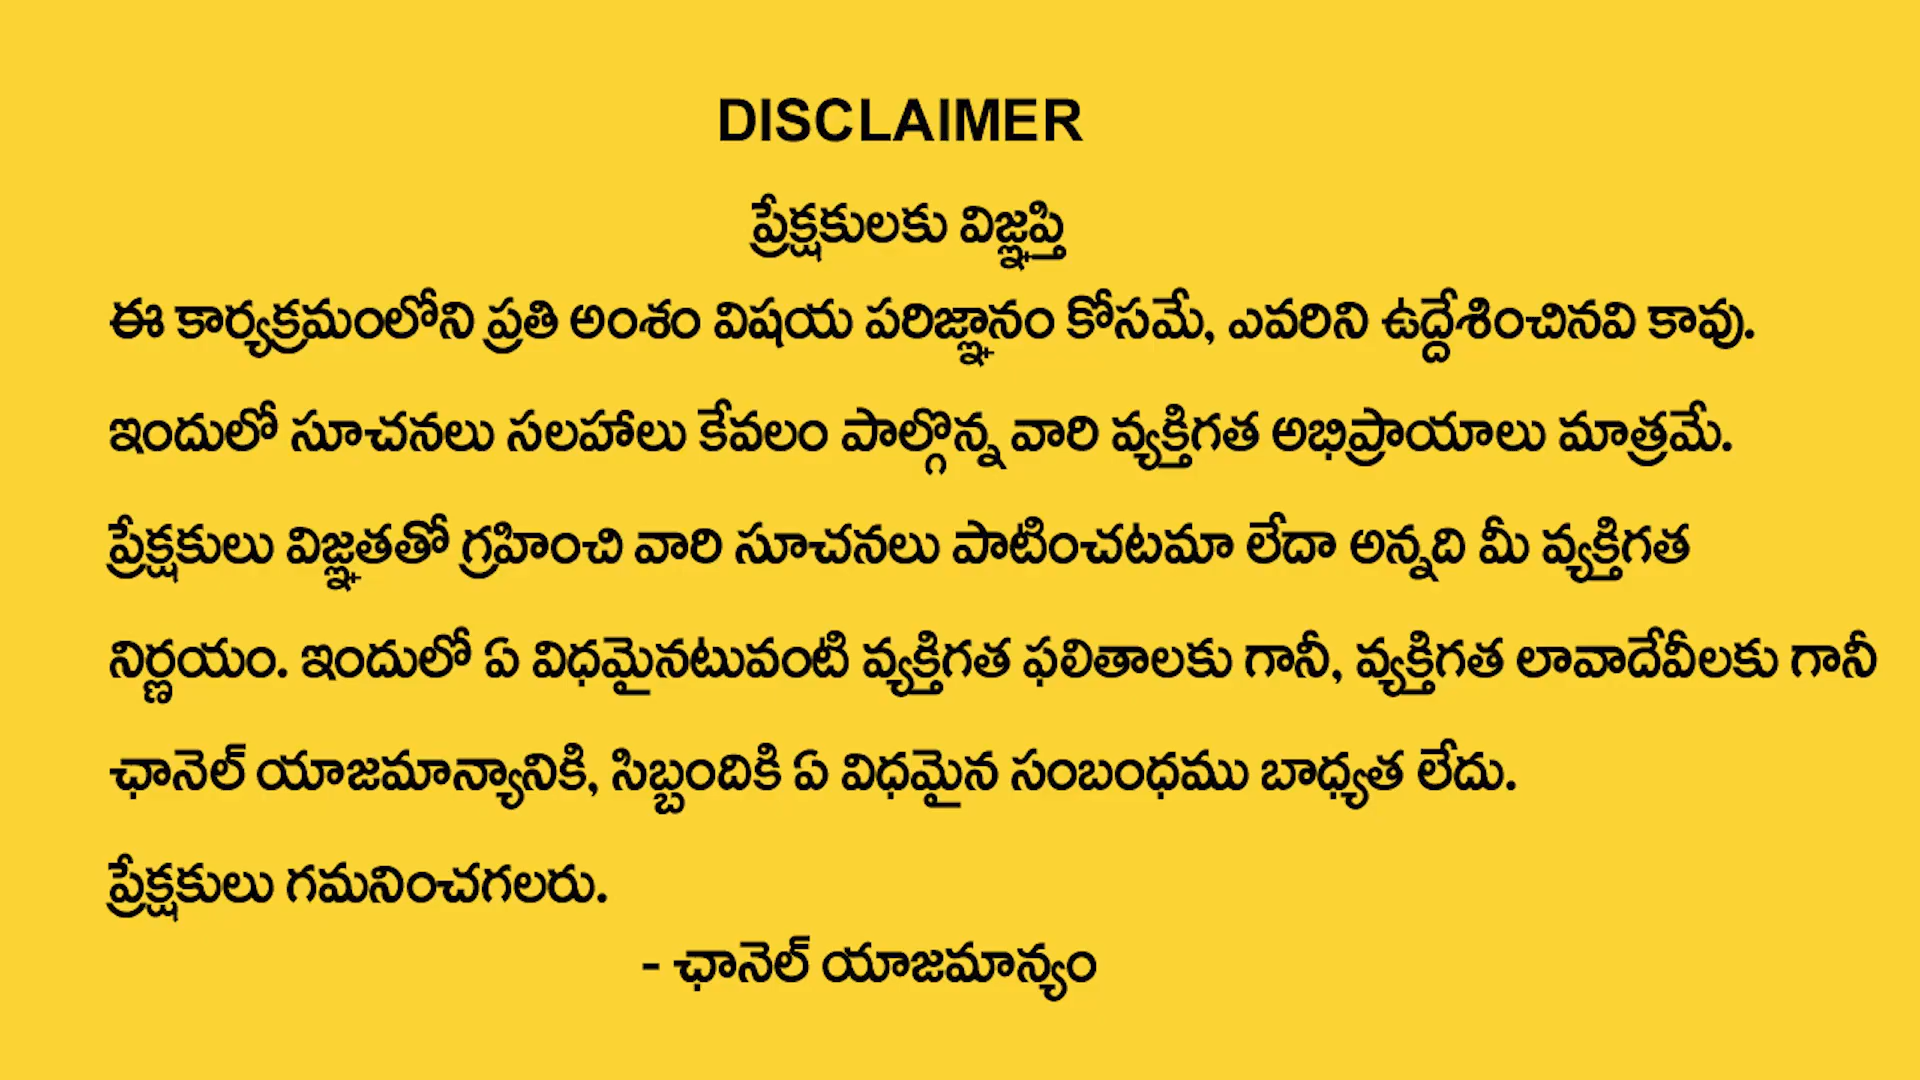 DISCLAIMER
ప్రేక్షకులకు విజ్ఞప్తి
ఈ కార్యక్రమంలోని ప్రతి అంశం విషయ పరిజ్ఞానం కోసమే, ఎవరిని ఉద్దేశించినవి కావు.
ఇందులో సూచనలు సలహాలు కేవలం పాల్గొన్న వారి వ్యక్తిగత అభిప్రాయాలు మాత్రమే.
ప్రేక్షకులు విజ్ఞతతో గ్రహించి వారి సూచనలు పాటించటమా లేదా అన్నది మీ వ్యక్తిగత
నిర్ణయం. ఇందులో ఏ విధమైనటువంటి వ్యక్తిగత ఫలితాలకు గానీ, వ్యక్తిగత లావాదేవీలకు గానీ
ఛానెల్ యాజమాన్యానికి, సిబ్బందికి ఏ విధమైన సంబంధము బాధ్యత లేదు.
ప్రేక్షకులు గమనించగలరు.
- ఛానెల్ యాజమాన్యం